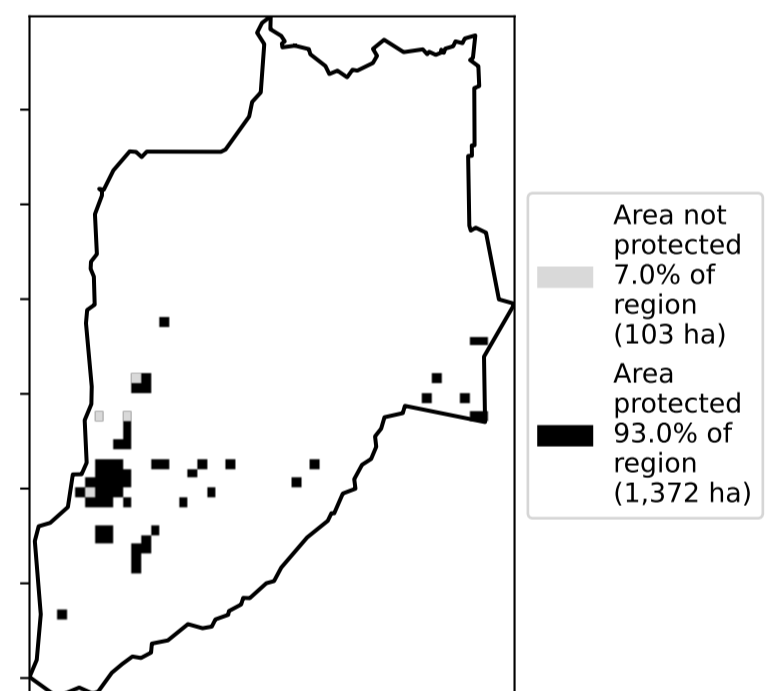 Area not
protected
7.0% of
region
(103 ha)
Area
protected
93.0% of
region
(1,372 ha)